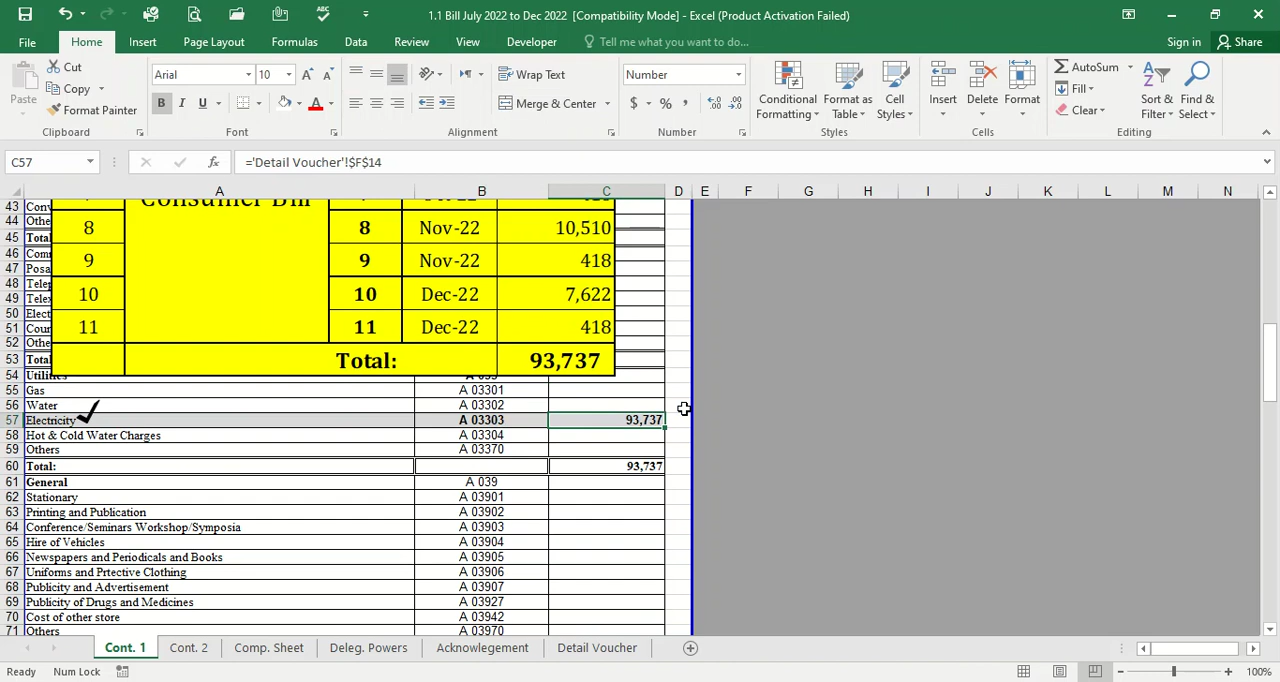 1.1 Bill July 2022 to Dec 2022 [Compatibility Mode] - Excel (Product Activation Failed)
File Home Insert Page Layout Formulas Data Review View Developer Tell me what you want to do... Sign in Share
Paste Cut Copy Format Painter Clipboard
Arial 10 B I U A Font
Wrap Text Merge & Center Alignment
Number $ % , Number
Conditional Formatting Format as Table Cell Styles Styles
Insert Delete Format Cells
AutoSum Fill Clear Sort & Filter Find & Select Editing
C57 fx ='Detail Voucher'!$F$14
A B C D E F G H I J K L M N
43 Con
44 Othe
45 Total
46 Com
47 Posa
48 Telep
49 Telex
50 Elect
51 Cour
52 Othe
53 Total
Consumer Bill
8 8 Nov-22 10,510
9 9 Nov-22 418
10 10 Dec-22 7,622
11 11 Dec-22 418
Total: 93,737
54 Utilities A 033
55 Gas A 03301
56 Water A 03302
57 Electricity A 03303 93,737
58 Hot & Cold Water Charges A 03304
59 Others A 03370
60 Total: 93,737
61 General A 039
62 Stationary A 03901
63 Printing and Publication A 03902
64 Conference/Seminars Workshop/Symposia A 03903
65 Hire of Vehicles A 03904
66 Newspapers and Periodicals and Books A 03905
67 Uniforms and Prtective Clothing A 03906
68 Publicity and Advertisement A 03907
69 Publicity of Drugs and Medicines A 03927
70 Cost of other store A 03942
71 Others A 03970
Cont. 1 Cont. 2 Comp. Sheet Deleg. Powers Acknowlegement Detail Voucher
Ready Num Lock 100%